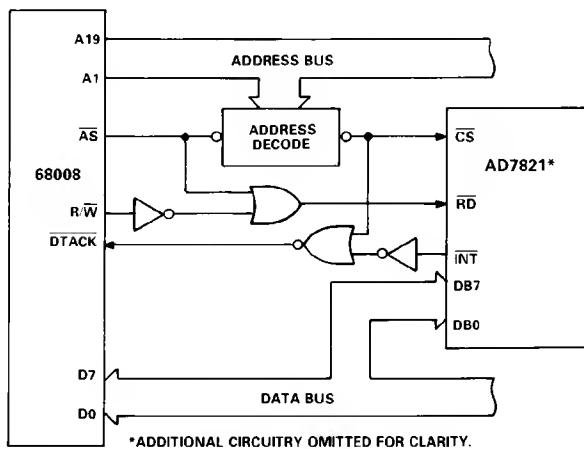 A19
ADDRESS BUS
A1
AS
ADDRESS
DECODE
CS
AD7821*
68008
R/W
RD
DTACK
INT
DB7
DB0
D7
DATA BUS
D0
*ADDITIONAL CIRCUITRY OMITTED FOR CLARITY.